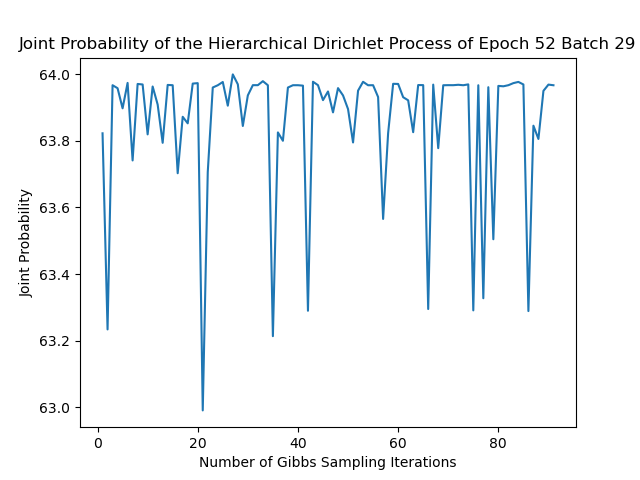 Joint Probability of the Hierarchical Dirichlet Process of Epoch 52 Batch 29
64.0
63.8
63.6
63.4
63.2
63.0
Joint Probability
0 20 40 60 80
Number of Gibbs Sampling Iterations